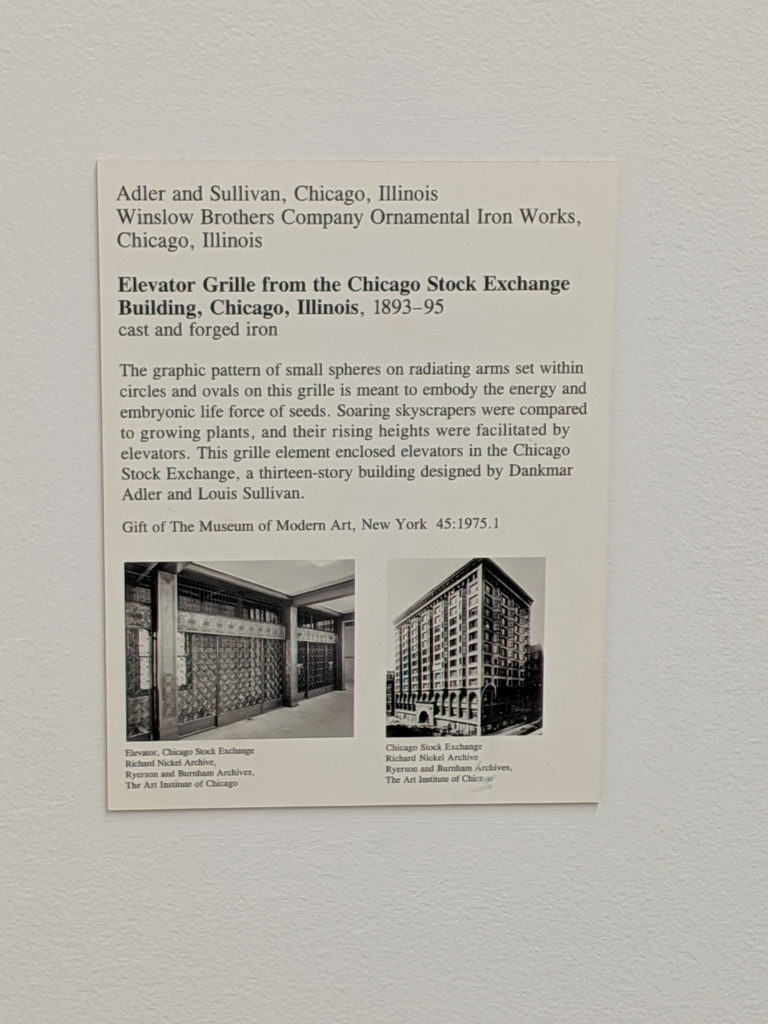 Adler and Sullivan, Chicago, Illinois
Winslow Brothers Company Ornamental Iron Works,
Chicago, Illinois
Elevator Grille from the Chicago Stock Exchange
Building, Chicago, Illinois, 1893–95
cast and forged iron
The graphic pattern of small spheres on radiating arms set within
circles and ovals on this grille is meant to embody the energy and
embryonic life force of seeds. Soaring skyscrapers were compared
to growing plants, and their rising heights were facilitated by
elevators. This grille element enclosed elevators in the Chicago
Stock Exchange, a thirteen-story building designed by Dankmar
Adler and Louis Sullivan.
Gift of The Museum of Modern Art, New York 45:1975.1
Elevator, Chicago Stock Exchange
Richard Nickel Archive,
Ryerson and Burnham Archives,
The Art Institute of Chicago
Chicago Stock Exchange
Richard Nickel Archive
Ryerson and Burnham Archives,
The Art Institute of Chicago